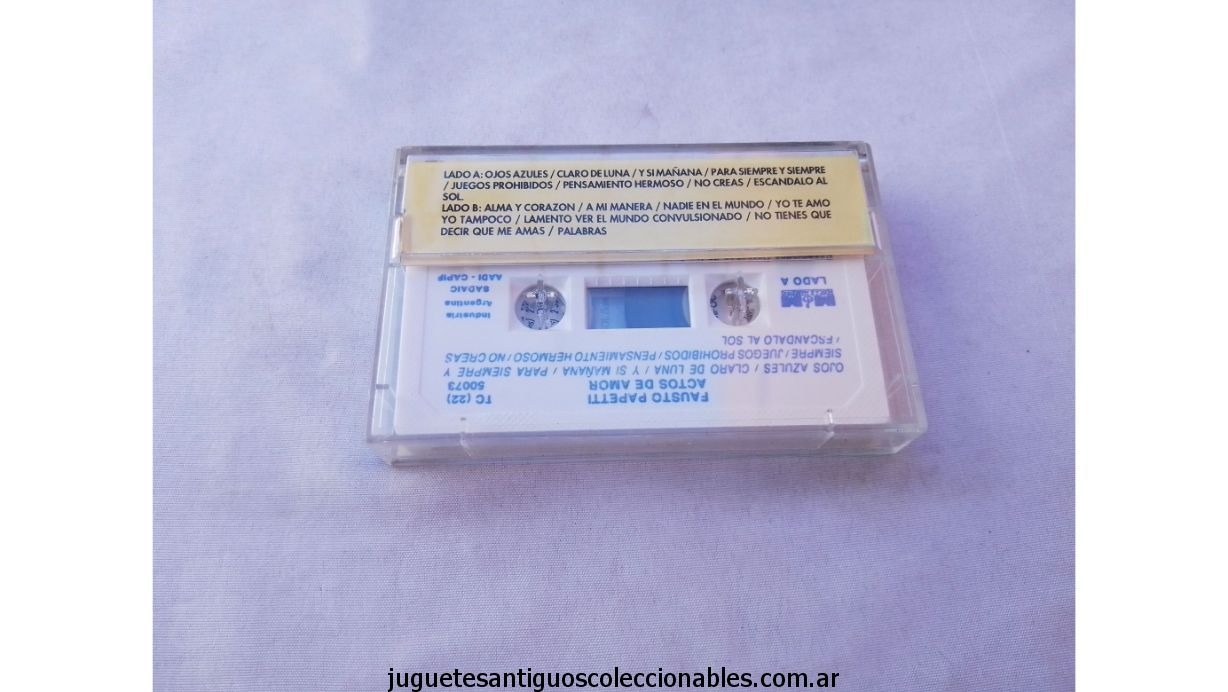 LADO A: OJOS AZULES / CLARO DE LUNA / Y SI MAÑANA / PARA SIEMPRE Y SIEMPRE
/ JUEGOS PROHIBIDOS / PENSAMIENTO HERMOSO / NO CREAS / ESCANDALO AL
SOL.
LADO B: ALMA Y CORAZON / A MI MANERA / NADIE EN EL MUNDO / YO TE AMO
YO TAMPOCO / LAMENTO VER EL MUNDO CONVULSIONADO / NO TIENES QUE
DECIR QUE ME AMAS / PALABRAS
FAUSTO PAPETTI
ACTOS DE AMOR
TC (22)
50073
OJOS AZULES / CLARO DE LUNA / Y SI MAÑANA / PARA SIEMPRE Y
SIEMPRE / JUEGOS PROHIBIDOS / PENSAMIENTO HERMOSO / NO CREAS
/ ESCANDALO AL SOL
LADO A
Industria
Argentina
SADAIC
AADI - CAPIF
juguetesantiguoscoleccionables.com.ar